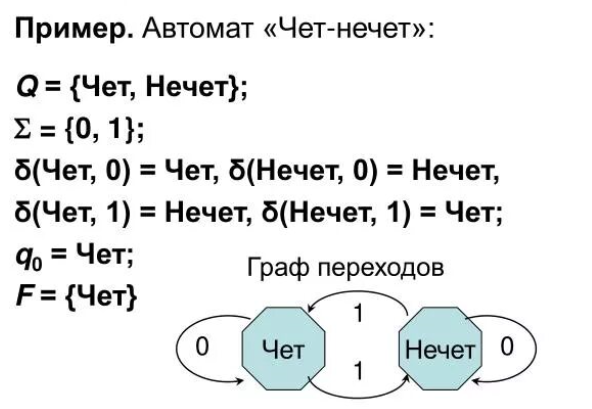 Пример. Автомат «Чет-нечет»:
Q = {Чет, Нечет};
Σ = {0, 1};
δ(Чет, 0) = Чет, δ(Нечет, 0) = Нечет,
δ(Чет, 1) = Нечет, δ(Нечет, 1) = Чет;
q₀ = Чет;
Граф переходов
F = {Чет}
1
0 Чет Нечет 0
1